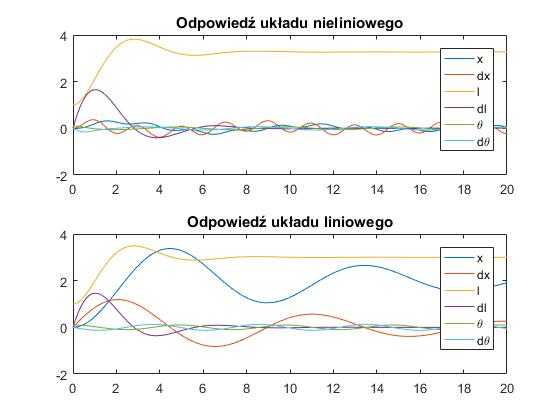 Odpowiedź układu nieliniowego
4
2
0
-2
0 2 4 6 8 10 12 14 16 18 20
x
dx
l
dl
θ
dθ
Odpowiedź układu liniowego
4
2
0
-2
0 2 4 6 8 10 12 14 16 18 20
x
dx
l
dl
θ
dθ